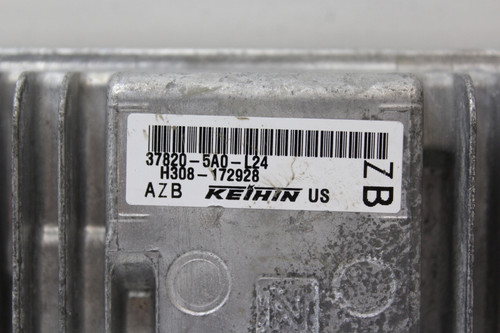 37820-5A0-L24
H308-172928
AZB KEIHIN US
ZB